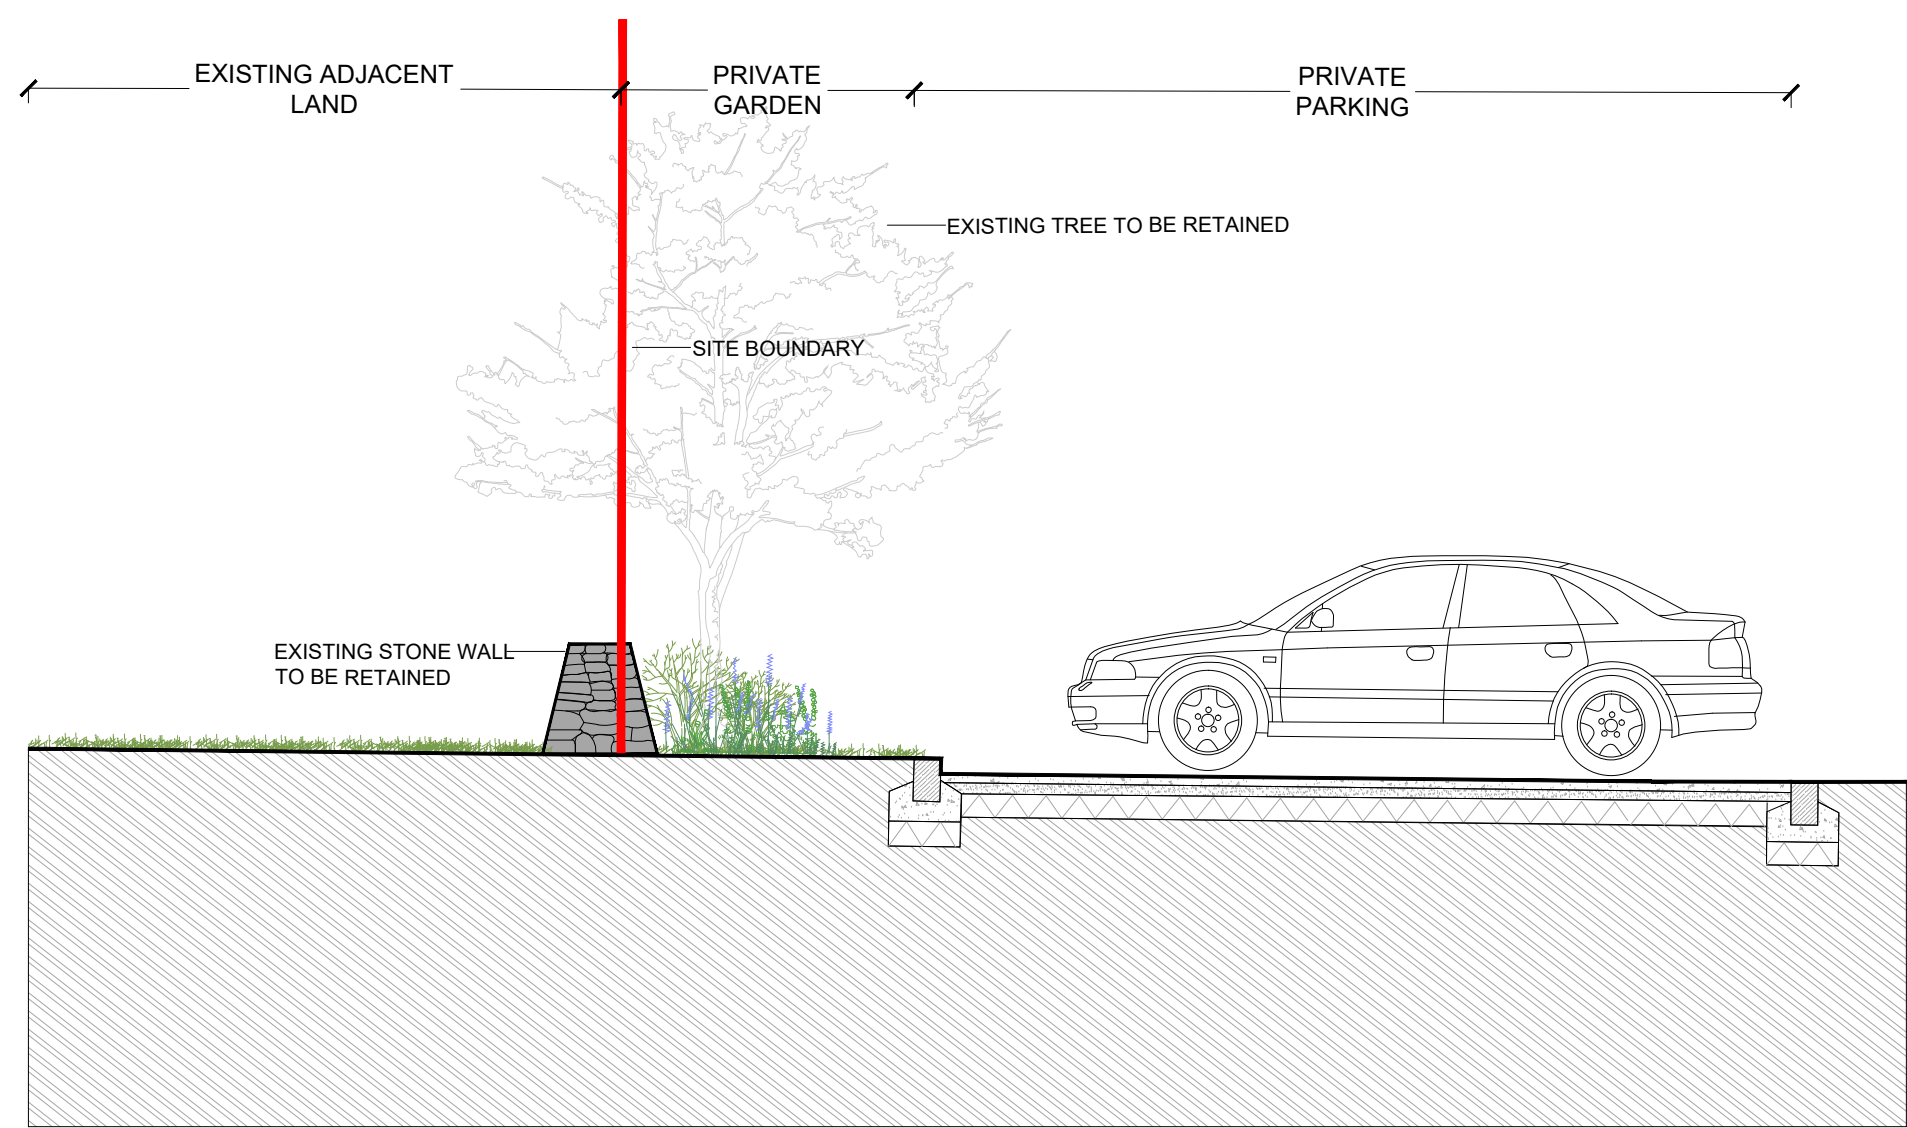 EXISTING ADJACENT
LAND
PRIVATE
GARDEN
PRIVATE
PARKING
EXISTING TREE TO BE RETAINED
SITE BOUNDARY
EXISTING STONE WALL
TO BE RETAINED